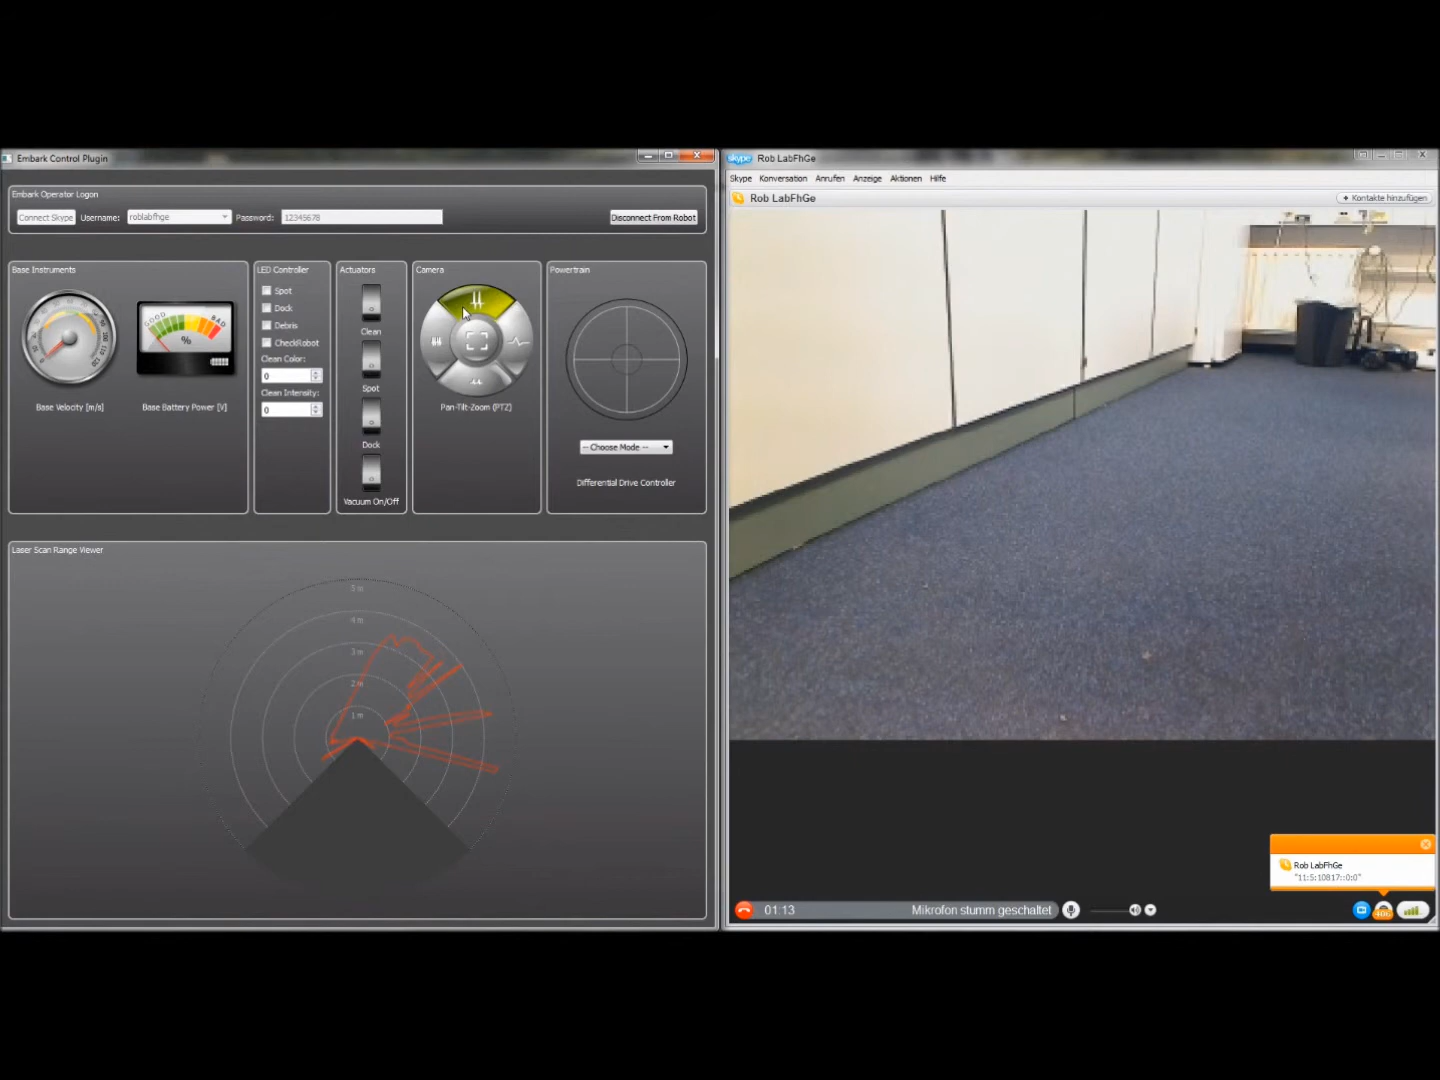 Embark Control Plugin
Embark Operator Logon
Connect Skype Username: roblabfhge Password: 12345678 Disconnect From Robot
Base Instruments
GOOD BAD
%
Base Velocity [m/s]
Base Battery Power [V]
LED Controller
Spot
Dock
Debris
CheckRobot
Clean Color:
0
Clean Intensity:
0
Actuators
Clean
Spot
Dock
Vacuum On/Off
Camera
Pan-Tilt-Zoom (PTZ)
Powertrain
-- Choose Mode --
Differential Drive Controller
Laser Scan Range Viewer
5 m
4 m
3 m
2 m
1 m
skype Rob LabFhGe
Skype Konversation Anrufen Anzeige Aktionen Hilfe
Rob LabFhGe
+ Kontakte hinzufügen
Rob LabFhGe
"11:5:10817::0:0"
01:13 Mikrofon stumm geschaltet